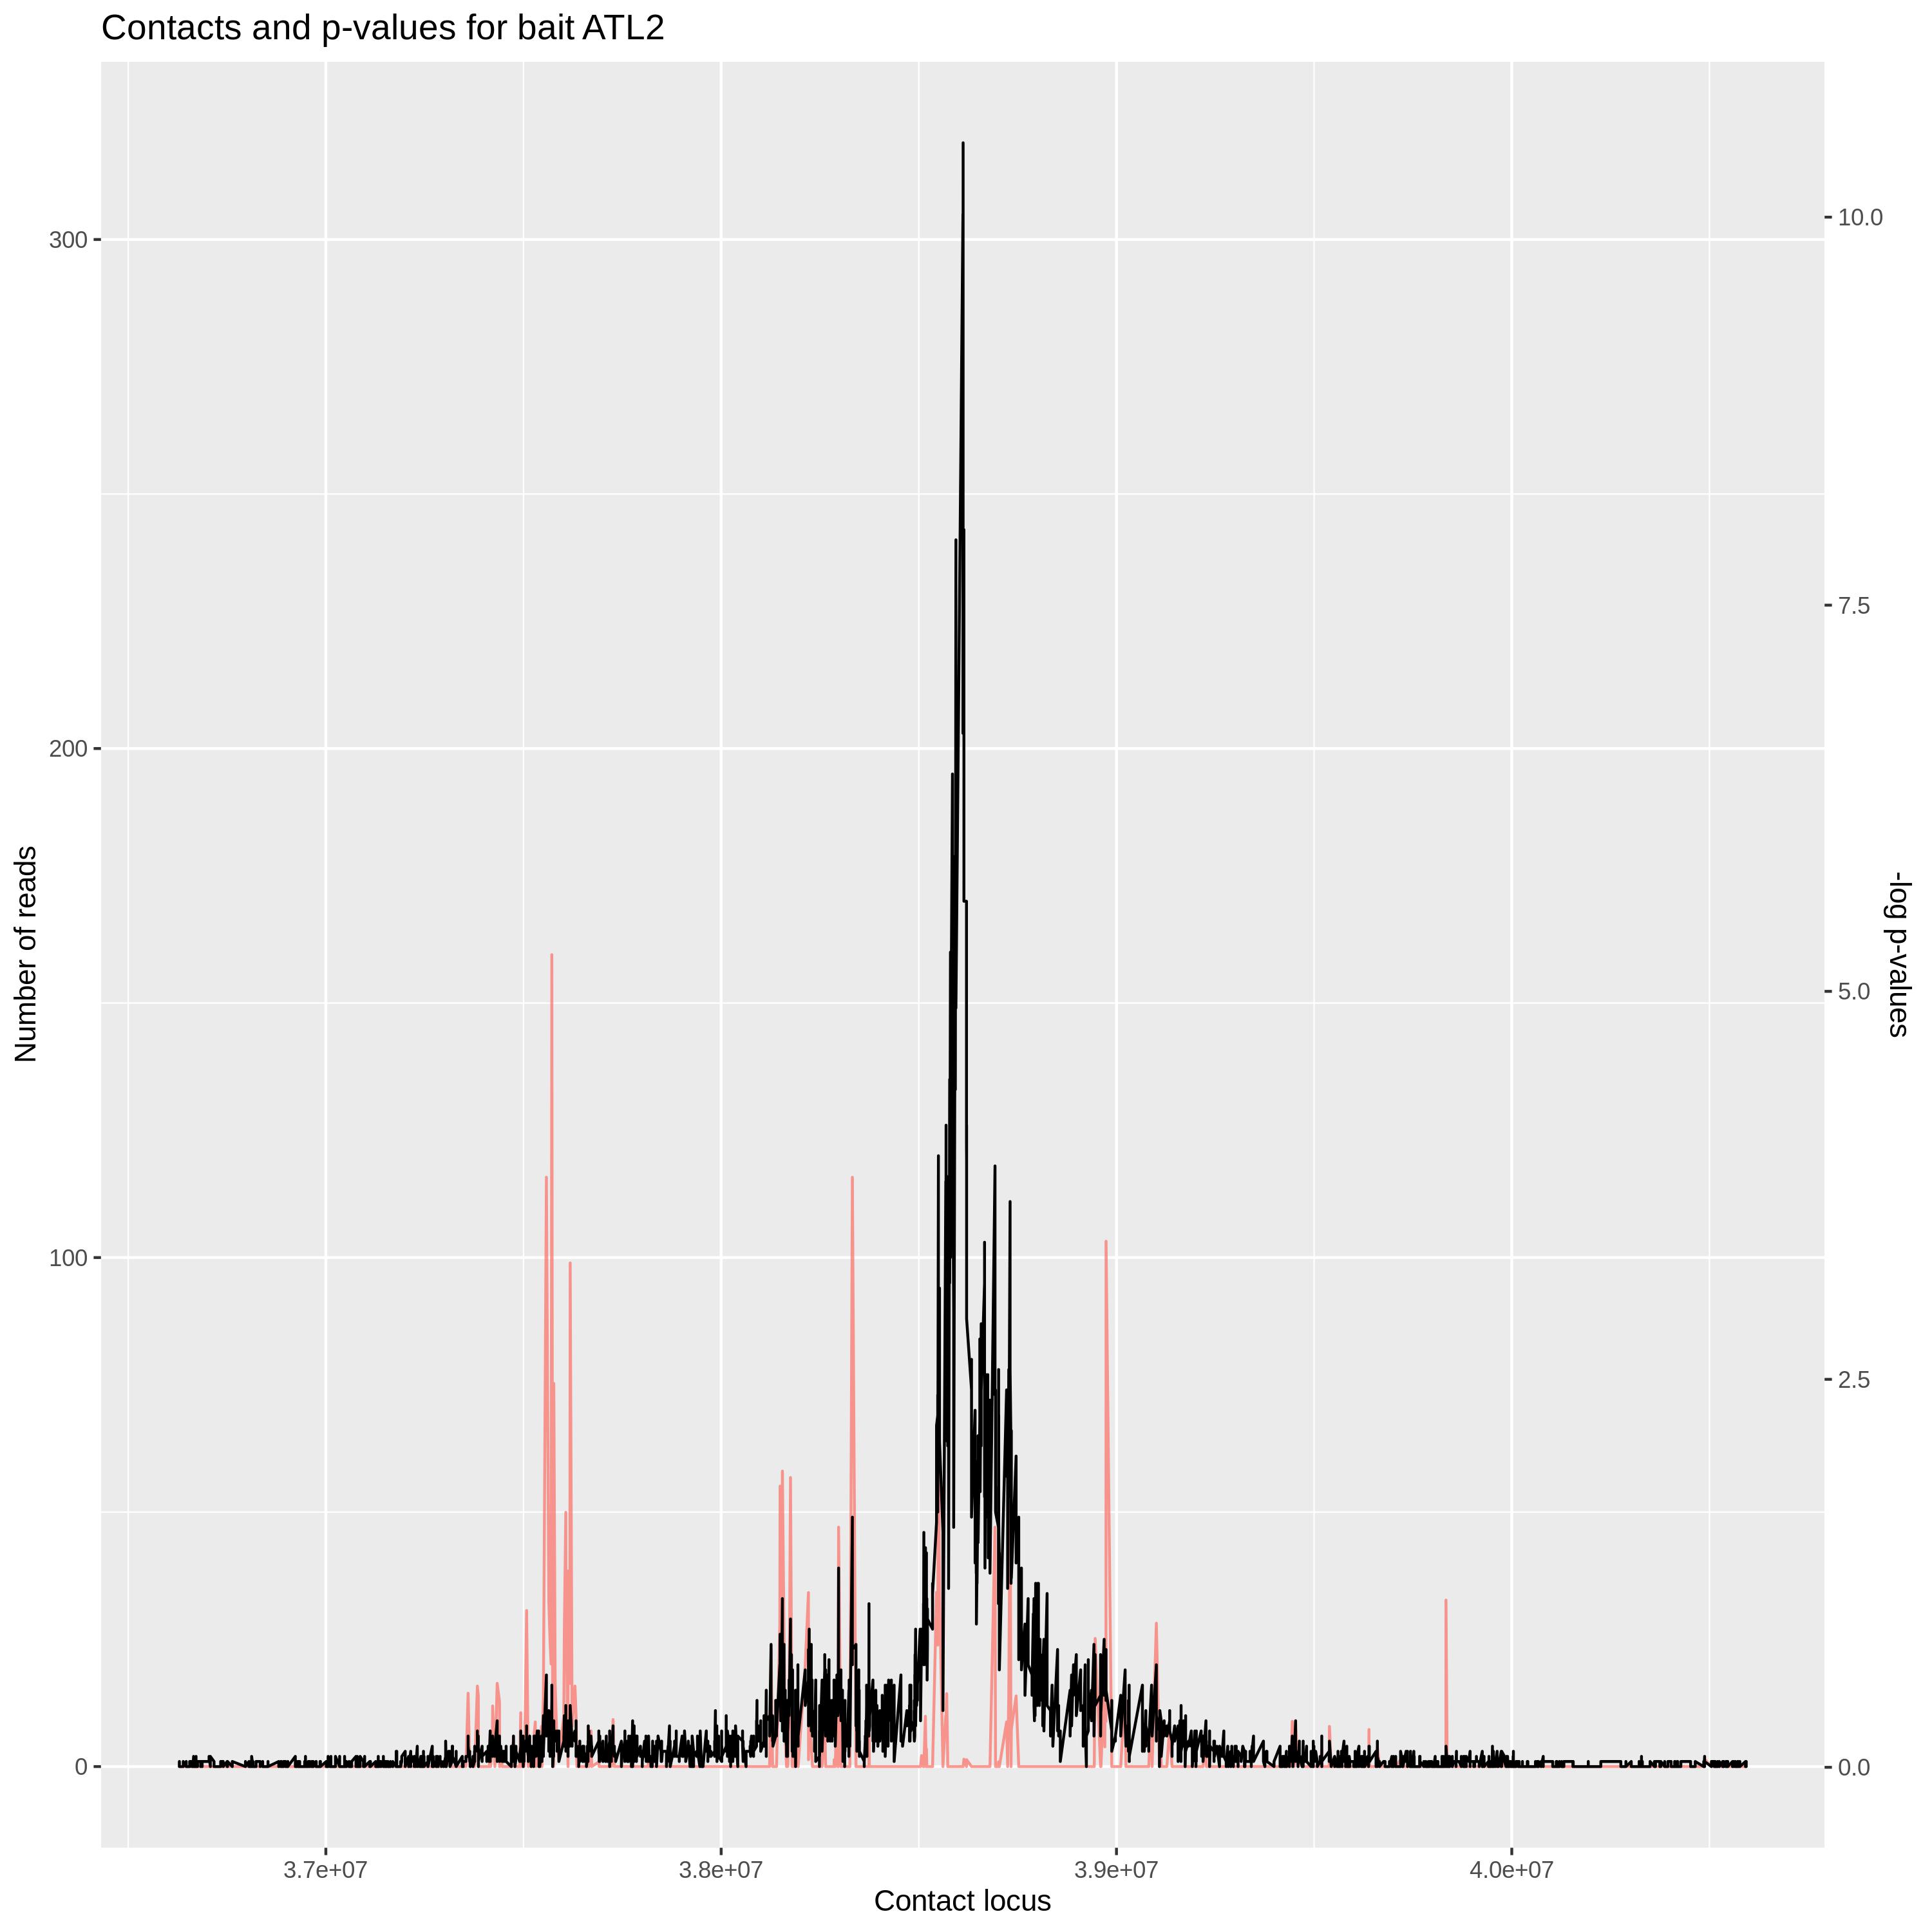 Contacts and p-values for bait ATL2
300
200
100
0
Number of reads
10.0
7.5
5.0
2.5
0.0
-log p-values
3.7e+07
3.8e+07
3.9e+07
4.0e+07
Contact locus